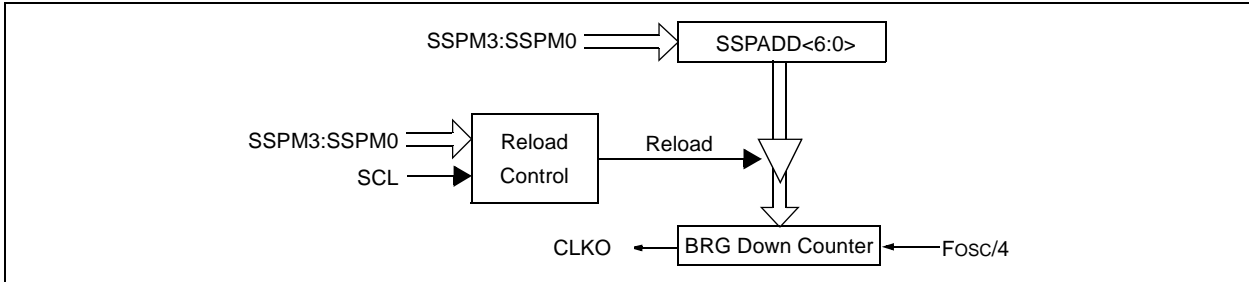 SSPM3:SSPM0
SSPADD<6:0>
SSPM3:SSPM0
SCL
Reload
Control
Reload
CLKO
BRG Down Counter
FOSC/4